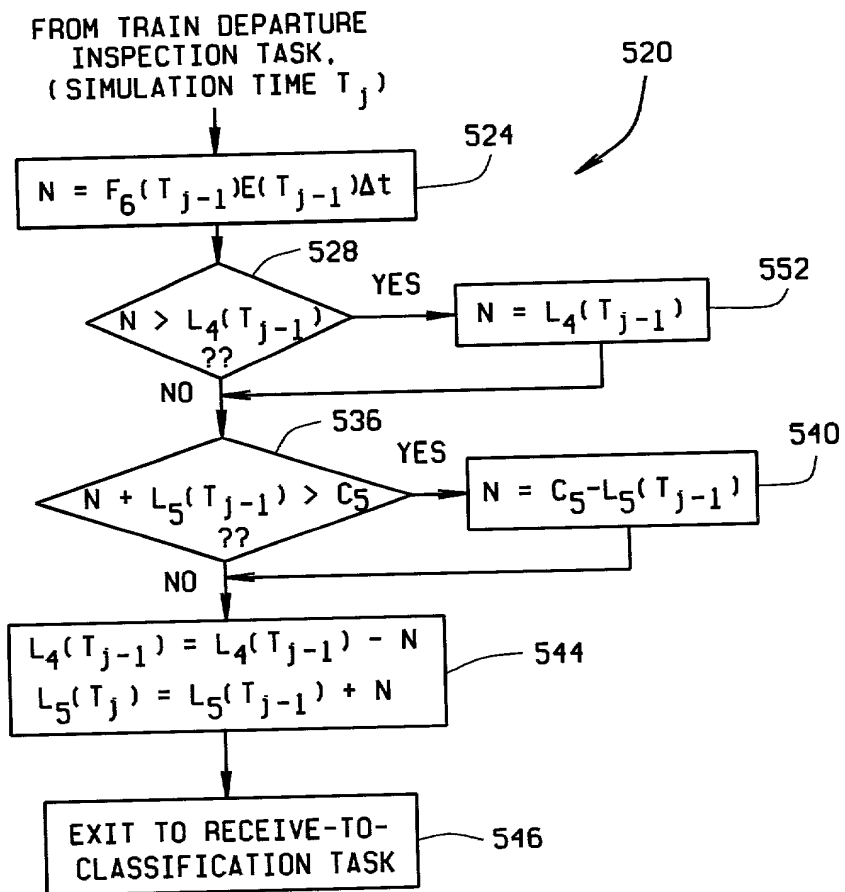 FROM TRAIN DEPARTURE
INSPECTION TASK,
(SIMULATION TIME Tj)
520
524
N = F6(Tj-1)E(Tj-1)Δt
528
YES
552
N > L4(Tj-1)
??
N = L4(Tj-1)
NO
536
YES
540
N + L5(Tj-1) > C5
??
N = C5-L5(Tj-1)
NO
L4(Tj-1) = L4(Tj-1) - N
L5(Tj) = L5(Tj-1) + N
544
EXIT TO RECEIVE-TO-
CLASSIFICATION TASK
546